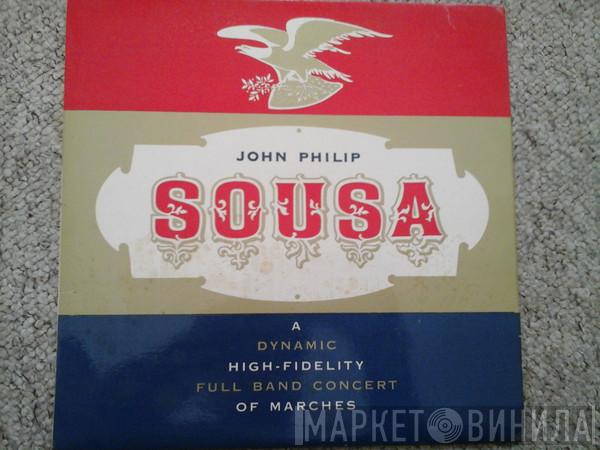 JOHN PHILIP
SOUSA
A
DYNAMIC
HIGH-FIDELITY
FULL BAND CONCERT
OF MARCHES
МАРКЕТ ВИНИЛА